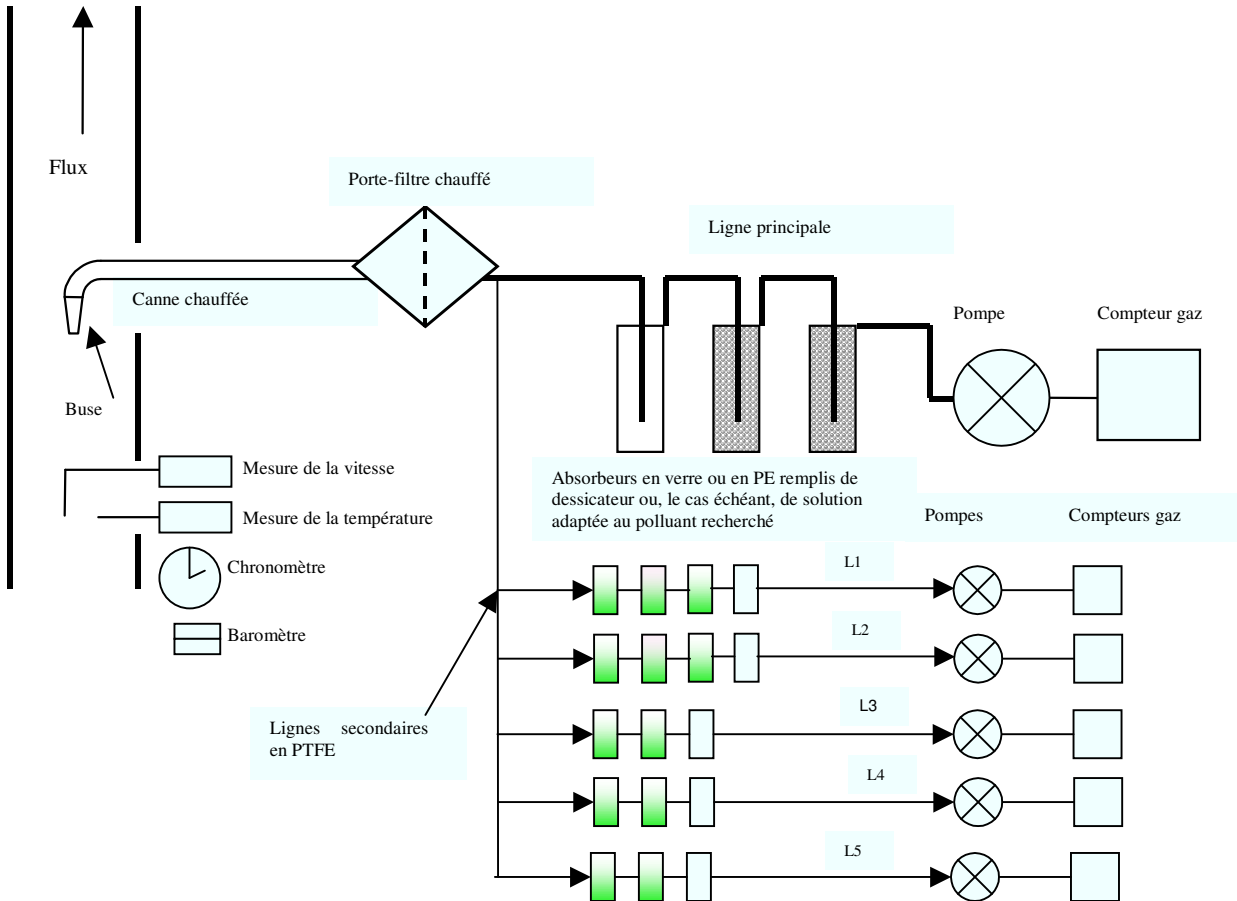 Flux
Porte-filtre chauffé
Ligne principale
Canne chauffée
Pompe
Compteur gaz
Buse
Mesure de la vitesse
Absorbeurs en verre ou en PE remplis de
dessicateur ou, le cas échéant, de solution
adaptée au polluant recherché
Mesure de la température
Pompes
Compteurs gaz
Chronomètre
L1
Baromètre
L2
Lignes secondaires
en PTFE
L3
L4
L5